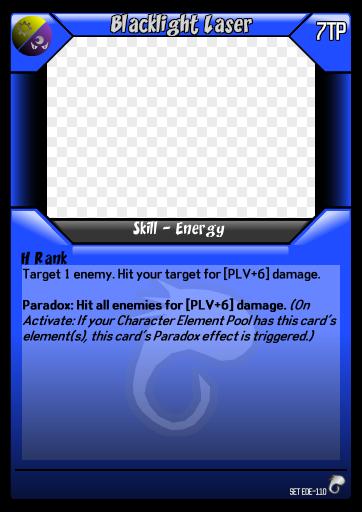 Blacklight Laser
7TP
Skill - Energy
H Rank
Target 1 enemy. Hit your target for [PLV+6] damage.
Paradox: Hit all enemies for [PLV+6] damage. (On
Activate: If your Character Element Pool has this card's
element(s), this card's Paradox effect is triggered.)
SET EOE-110